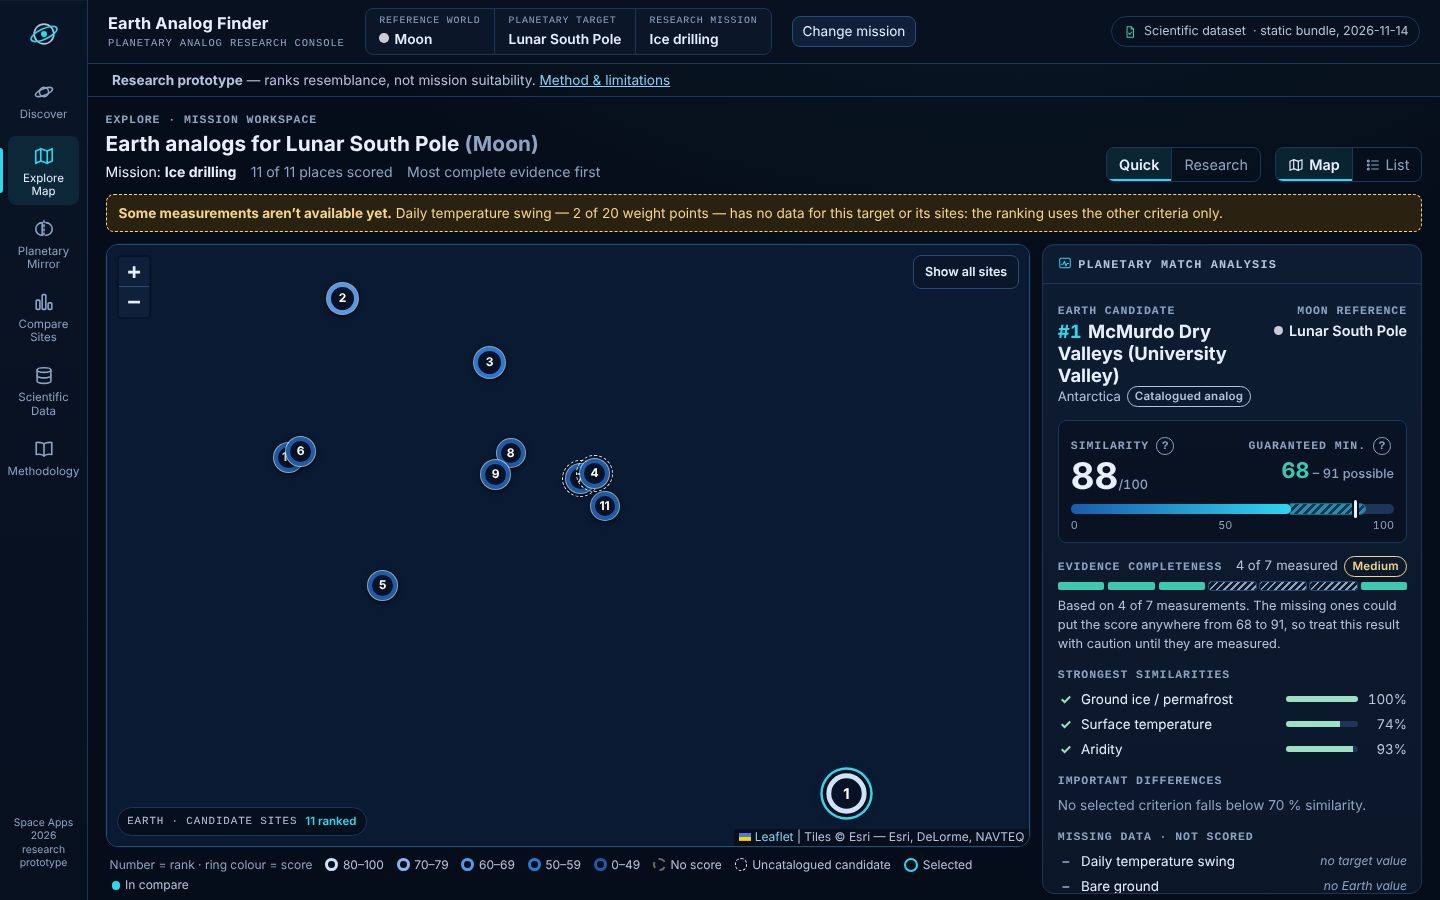 Earth Analog Finder
PLANETARY ANALOG RESEARCH CONSOLE
REFERENCE WORLD
Moon
PLANETARY TARGET
Lunar South Pole
RESEARCH MISSION
Ice drilling
Change mission
Scientific dataset · static bundle, 2026-11-14
Research prototype — ranks resemblance, not mission suitability. Method & limitations
Discover
Explore
Map
Planetary
Mirror
Compare
Sites
Scientific
Data
Methodology
Space Apps
2026
research
prototype
EXPLORE · MISSION WORKSPACE
Earth analogs for Lunar South Pole (Moon)
Mission: Ice drilling 11 of 11 places scored Most complete evidence first
Quick
Research
Map
List
Some measurements aren’t available yet. Daily temperature swing — 2 of 20 weight points — has no data for this target or its sites: the ranking uses the other criteria only.
+
−
Show all sites
2
3
6
8
9
4
11
5
1
EARTH · CANDIDATE SITES 11 ranked
Leaflet | Tiles © Esri — Esri, DeLorme, NAVTEQ
Number = rank · ring colour = score 80–100 70–79 60–69 50–59 0–49 No score Uncatalogued candidate Selected
In compare
PLANETARY MATCH ANALYSIS
EARTH CANDIDATE
#1 McMurdo Dry
Valleys (University
Valley)
Antarctica Catalogued analog
MOON REFERENCE
Lunar South Pole
SIMILARITY ?
88/100
GUARANTEED MIN. ?
68 – 91 possible
0 50 100
EVIDENCE COMPLETENESS 4 of 7 measured Medium
Based on 4 of 7 measurements. The missing ones could
put the score anywhere from 68 to 91, so treat this result
with caution until they are measured.
STRONGEST SIMILARITIES
Ground ice / permafrost 100%
Surface temperature 74%
Aridity 93%
IMPORTANT DIFFERENCES
No selected criterion falls below 70 % similarity.
MISSING DATA · NOT SCORED
– Daily temperature swing no target value
– Bare ground no Earth value